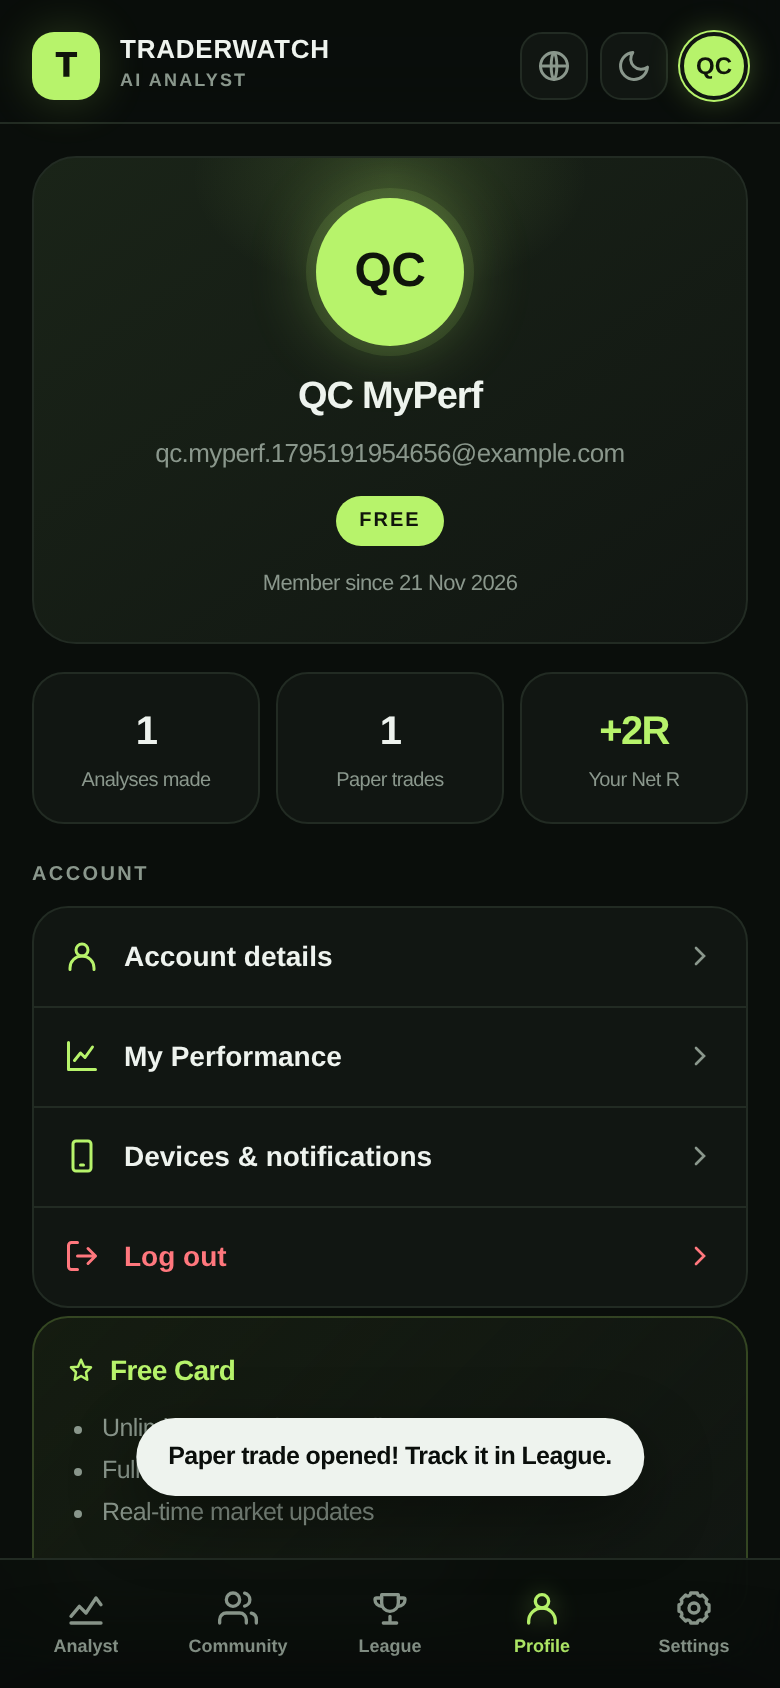 T
TRADERWATCH
AI ANALYST
QC
QC
QC MyPerf
qc.myperf.1795191954656@example.com
FREE
Member since 21 Nov 2026
1
Analyses made
1
Paper trades
+2R
Your Net R
ACCOUNT
Account details
My Performance
Devices & notifications
Log out
Free Card
Paper trade opened! Track it in League.
Real-time market updates
Analyst
Community
League
Profile
Settings